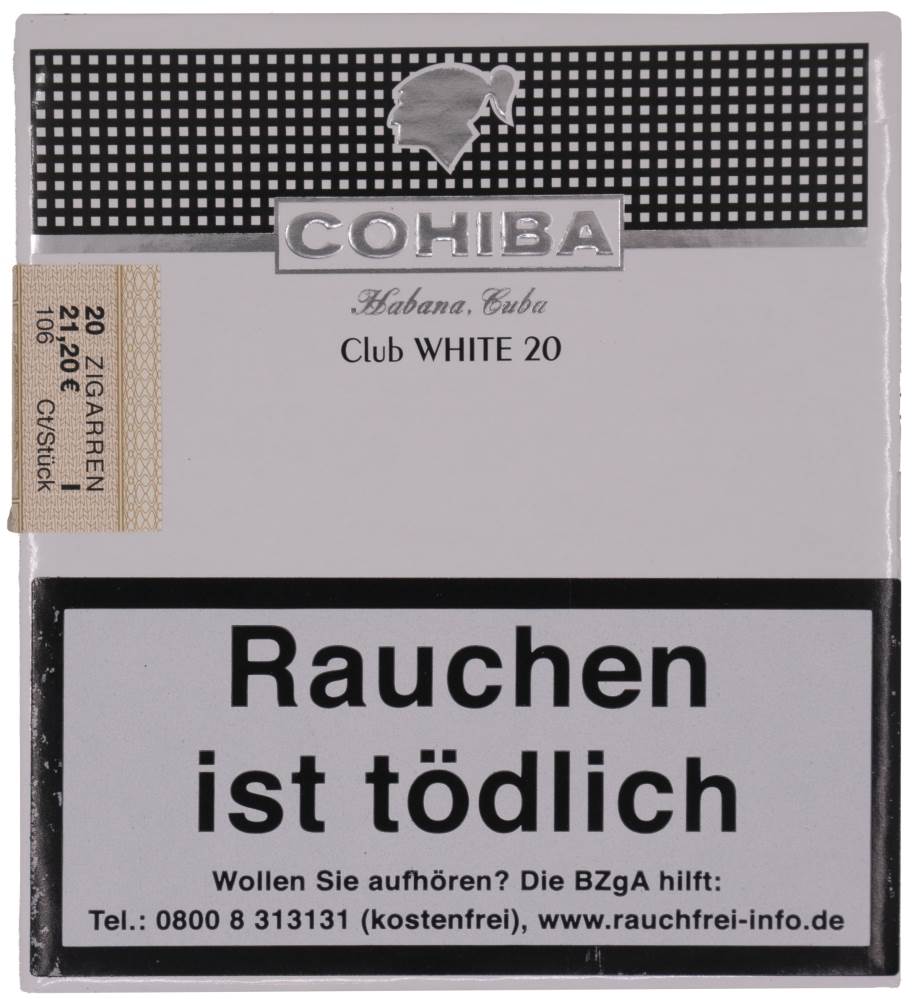 COHIBA
Habana, Cuba
Club WHITE 20
20 ZIGARREN
21,20 € I
106 Ct/Stück
Rauchen
ist tödlich
Wollen Sie aufhören? Die BZgA hilft:
Tel.: 0800 8 313131 (kostenfrei), www.rauchfrei-info.de